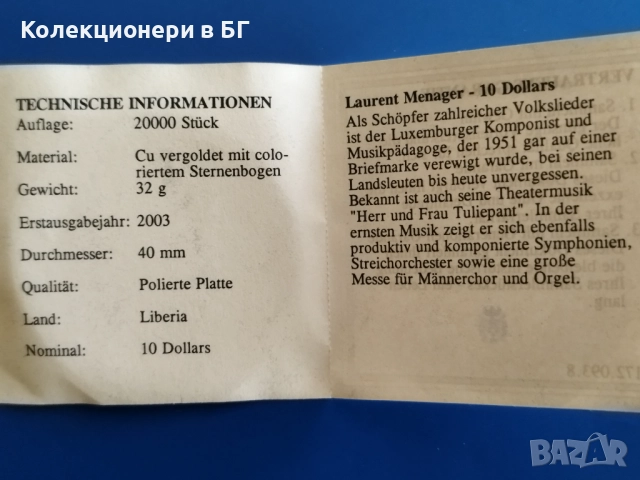 Колекционери в БГ
TECHNISCHE INFORMATIONEN
Auflage: 20000 Stück
Material: Cu vergoldet mit colo-
riertem Sternenbogen
Gewicht: 32 g
Erstausgabejahr: 2003
Durchmesser: 40 mm
Qualität: Polierte Platte
Land: Liberia
Nominal: 10 Dollars
Laurent Menager - 10 Dollars
Als Schöpfer zahlreicher Volkslieder
ist der Luxemburger Komponist und
Musikpädagoge, der 1951 gar auf einer
Briefmarke verewigt wurde, bei seinen
Landsleuten bis heute unvergessen.
Bekannt ist auch seine Theatermusik
"Herr und Frau Tuliepant". In der
ernsten Musik zeigt er sich ebenfalls
produktiv und komponierte Symphonien,
Streichorchester sowie eine große
Messe für Männerchor und Orgel.
BAZAR